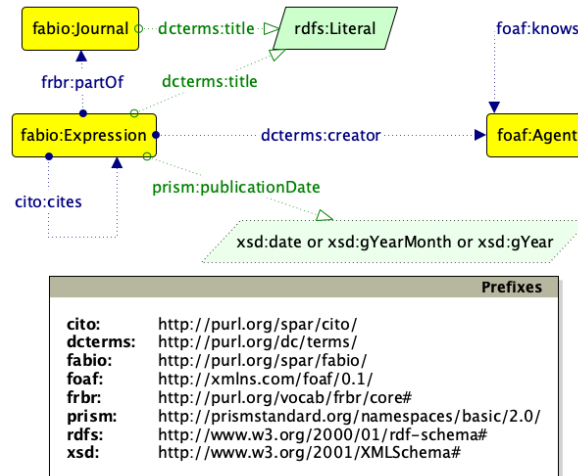 fabio:Journal
dcterms:title
rdfs:Literal
foaf:knows
frbr:partOf
dcterms:title
fabio:Expression
dcterms:creator
foaf:Agent
cito:cites
prism:publicationDate
xsd:date or xsd:gYearMonth or xsd:gYear
Prefixes
cito: http://purl.org/spar/cito/
dcterms: http://purl.org/dc/terms/
fabio: http://purl.org/spar/fabio/
foaf: http://xmlns.com/foaf/0.1/
frbr: http://purl.org/vocab/frbr/core#
prism: http://prismstandard.org/namespaces/basic/2.0/
rdfs: http://www.w3.org/2000/01/rdf-schema#
xsd: http://www.w3.org/2001/XMLSchema#